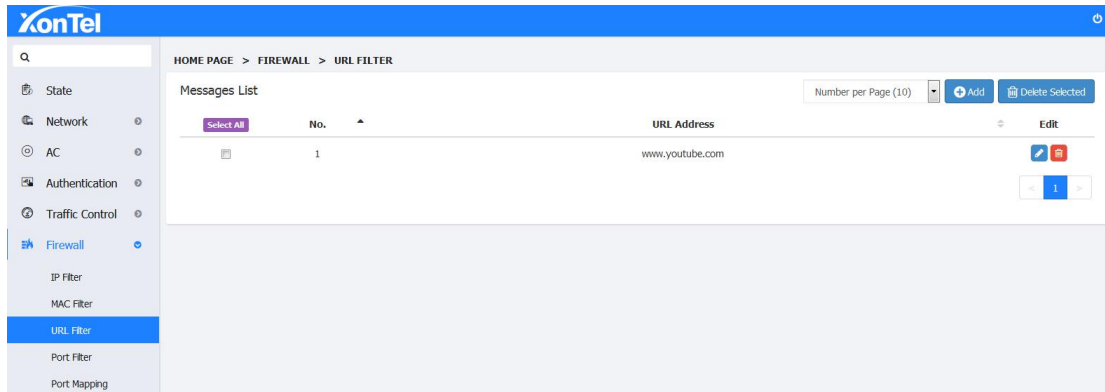 XonTel
HOME PAGE > FIREWALL > URL FILTER
State
Network
AC
Authentication
Traffic Control
Firewall
IP Filter
MAC Filter
URL Filter
Port Filter
Port Mapping
Messages List
Number per Page (10)
Add
Delete Selected
Select All No. URL Address Edit
1 www.youtube.com
< 1 >